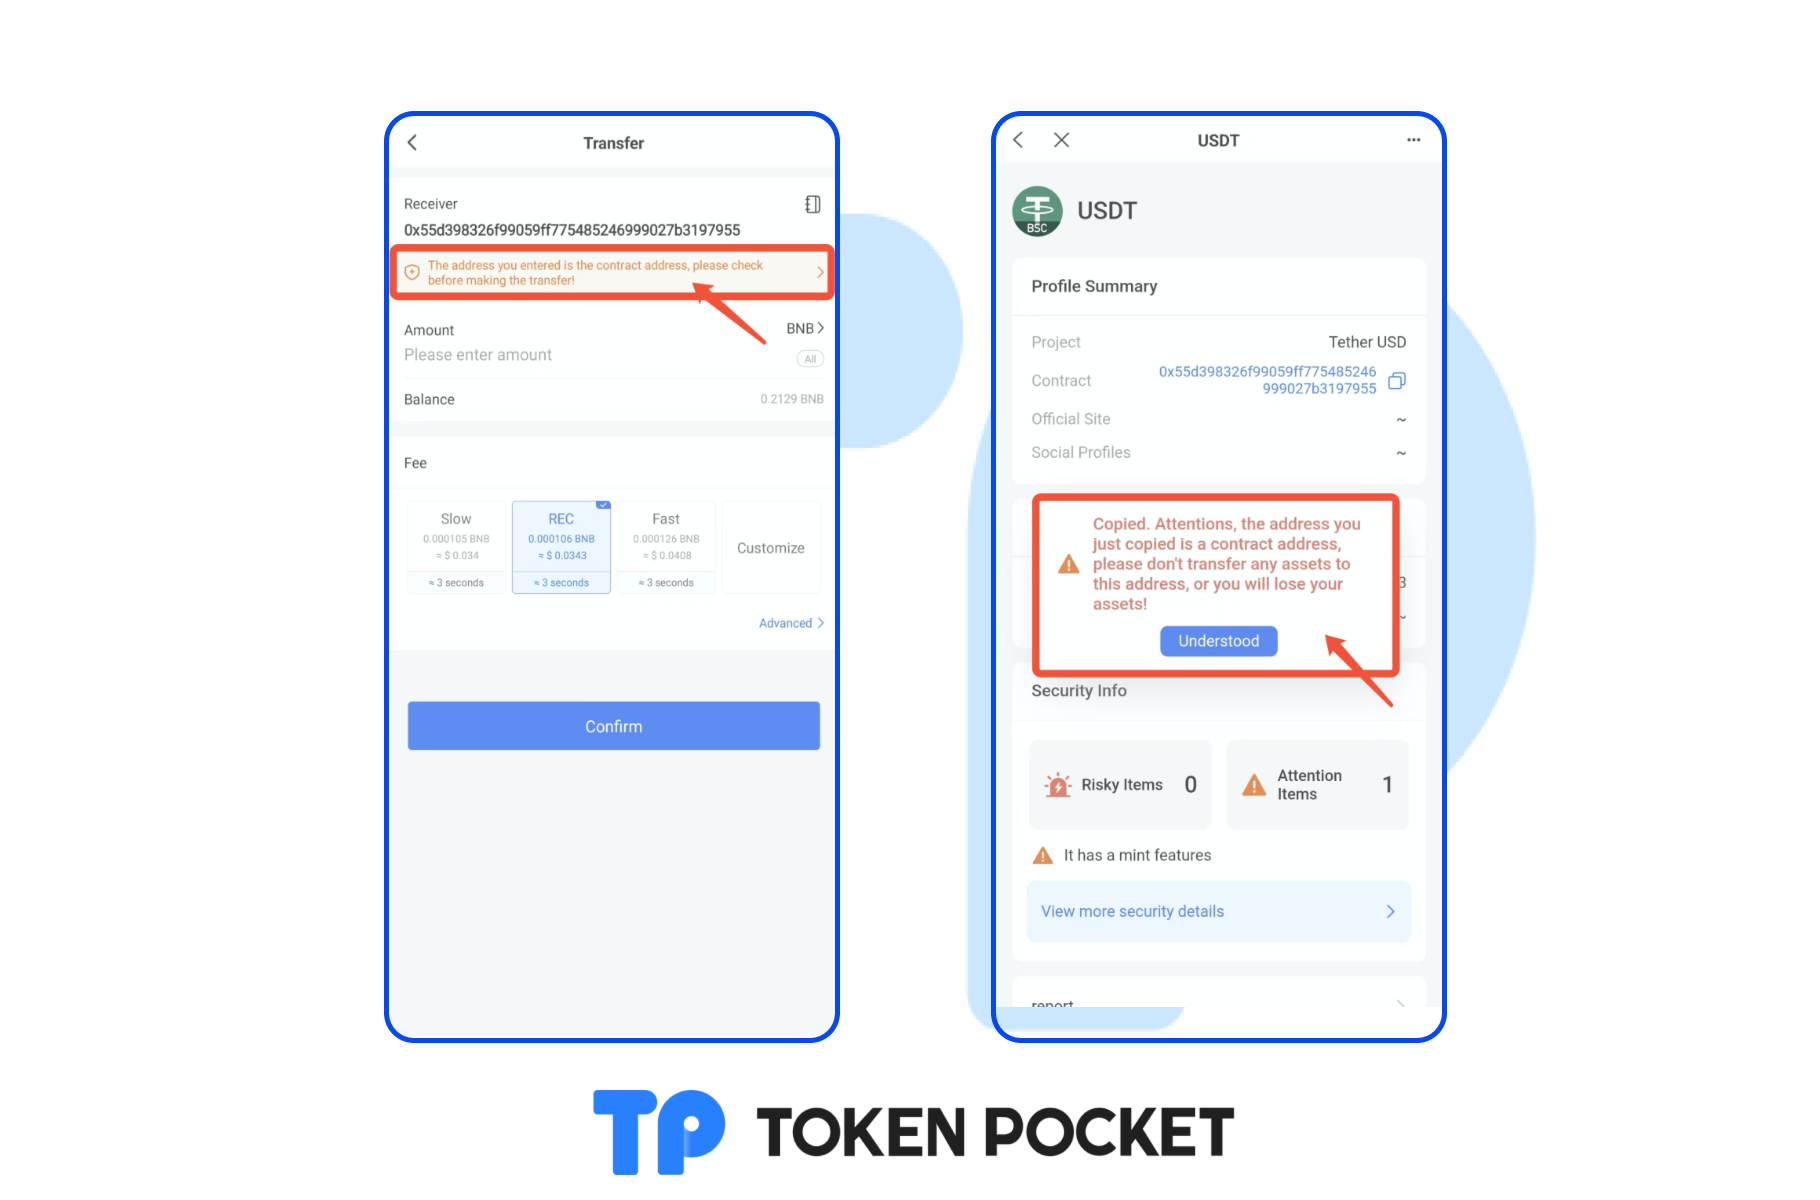 Transfer
Receiver
0x55d398326f99059ff775485246999027b3197955
The address you entered is the contract address, please check
before making the transfer!
Amount
BNB
Please enter amount
All
Balance
0.2129 BNB
Fee
Slow
0.000105 BNB
≈ $ 0.034
≈ 3 seconds
REC
0.000106 BNB
≈ $ 0.0343
≈ 3 seconds
Fast
0.000126 BNB
≈ $ 0.0408
≈ 3 seconds
Customize
Advanced
Confirm
USDT
BSC
USDT
Profile Summary
Project
Tether USD
Contract
0x55d398326f99059ff775485246
999027b3197955
Official Site
~
Social Profiles
~
Copied. Attentions, the address you
just copied is a contract address,
please don't transfer any assets to
this address, or you will lose your
assets!
Understood
3
~
Security Info
Risky Items
0
Attention
Items
1
It has a mint features
View more security details
report
TP TOKEN POCKET